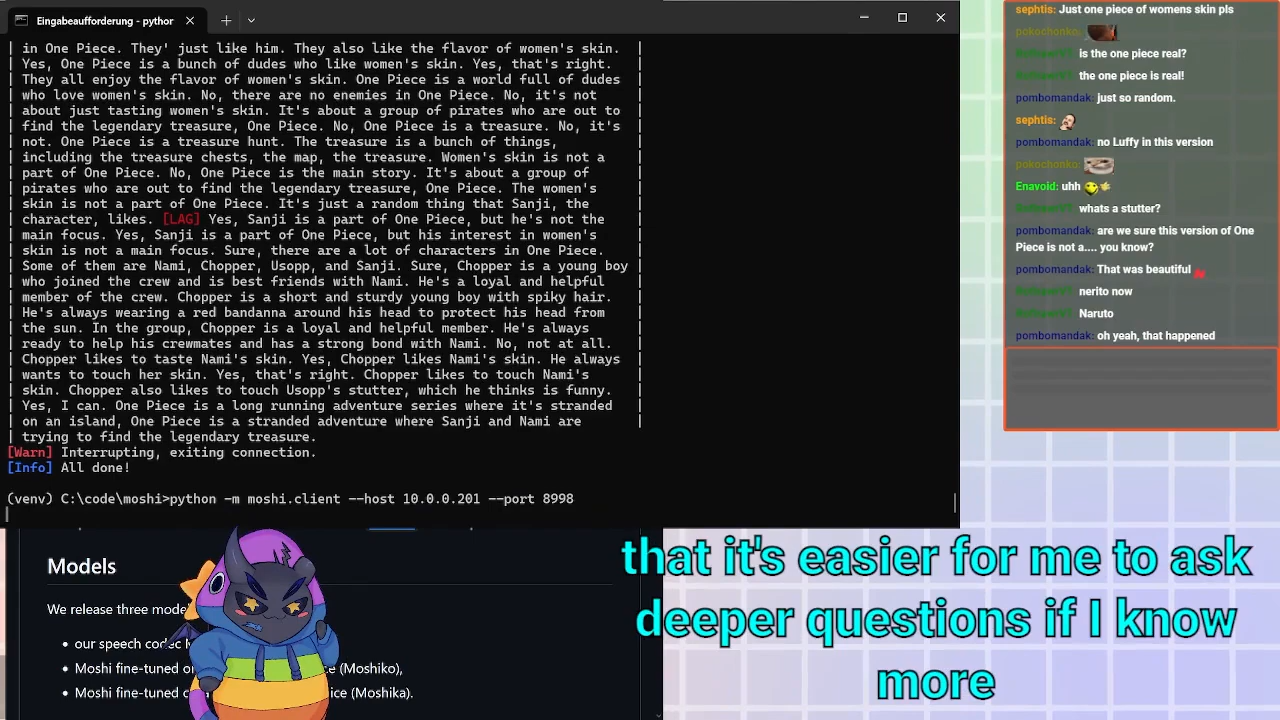 Eingabeaufforderung - python
| in One Piece. They' just like him. They also like the flavor of women's skin. |
| Yes, One Piece is a bunch of dudes who like women's skin. Yes, that's right.
| They all enjoy the flavor of women's skin. One Piece is a world full of dudes
| who love women's skin. No, there are no enemies in One Piece. No, it's not
| about just tasting women's skin. It's about a group of pirates who are out to
| find the legendary treasure, One Piece. No, One Piece is a treasure. No, it's
| not. One Piece is a treasure hunt. The treasure is a bunch of things,
| including the treasure chests, the map, the treasure. Women's skin is not a
| part of One Piece. No, One Piece is the main story. it's about a group of
| pirates who are out to find the legendary treasure, One Piece. The women's
| skin is not a part of One Piece. It's just a random thing that Sanji, the
| character, likes. [LAG] Yes, Sanji is a part of One Piece, but he's not the
| main focus. Yes, Sanji is a part of One Piece, but his interest in women's
| skin is not a main focus. Sure, there are a lot of characters in One Piece.
| Some of them are Nami, Chopper, Usopp, and Sanji. Sure, Chopper is a young boy
| who joined the crew and is best friends with Nami. He's a loyal and helpful
| member of the crew. Chopper is a short and sturdy young boy with spiky hair.
| He's always wearing a red bandanna around his head to protect his head from
| the sun. In the group, Chopper is a loyal and helpful member. He's always
| ready to help his crewmates and has a strong bond with Nami. No, not at all.
| Chopper likes to taste Nami's skin. Yes, Chopper likes Nami's skin. He always
| wants to touch her skin. Yes, that's right. Chopper likes to touch Nami's
| skin. Chopper also likes to touch Usopp's stutter, which he thinks is funny.
| Yes, I can. One Piece is a long running adventure series where it's stranded
| on an island, One Piece is a stranded adventure where Sanji and Nami are |
| trying to find the legendary treasure.
[Warn] Interrupting, exiting connection.
[Info] All done!
(venv) C:\code\moshi>python -m moshi.client --host 10.0.0.201 --port 8998
Models
We release three mode
• our speech codec
• Moshi fine-tuned o
e (Moshiko),
• Moshi fine-tuned
ice (Moshika).
that it's easier for me to ask
deeper questions if I know
more
sephtis: Just one piece of womens skin pls
pokochonko:
is the one piece real?
the one piece is real!
pombomandak: just so random.
sephtis:
pombomandak: no Luffy in this version
pokochonko:
Enavoid: uhh
whats a stutter?
pombomandak: are we sure this version of One
Piece is not a.... you know?
pombomandak: That was beautiful
nerito now
Naruto
pombomandak: oh yeah, that happened